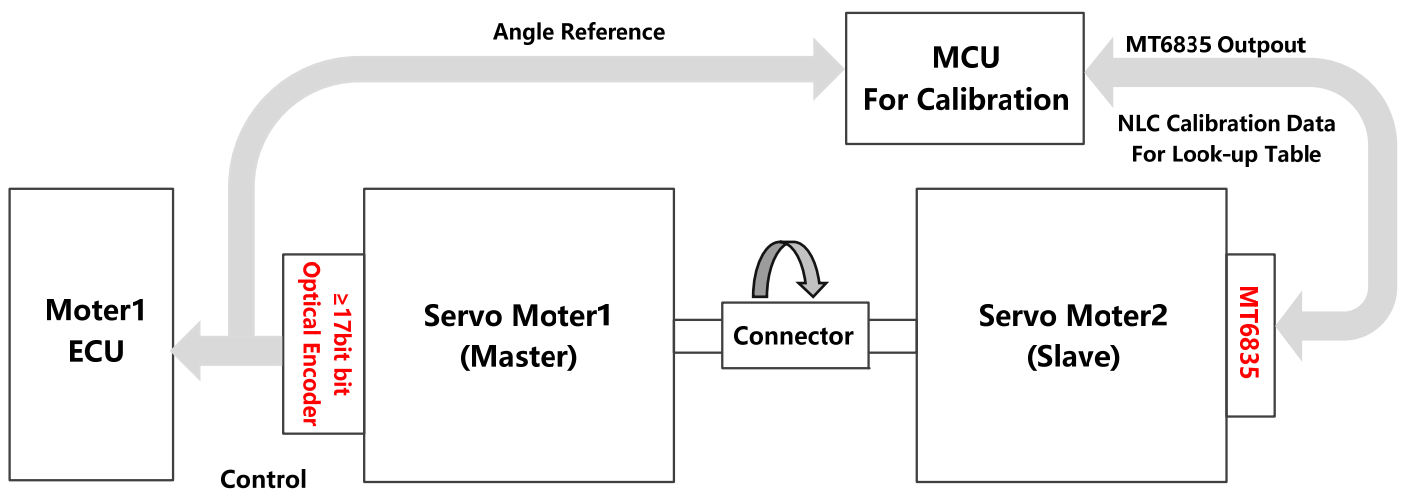 Angle Reference
MCU
For Calibration
MT6835 Outpout
NLC Calibration Data
For Look-up Table
Moter1
ECU
≥17bit bit
Optical Encoder
Servo Moter1
(Master)
Connector
Servo Moter2
(Slave)
MT6835
Control